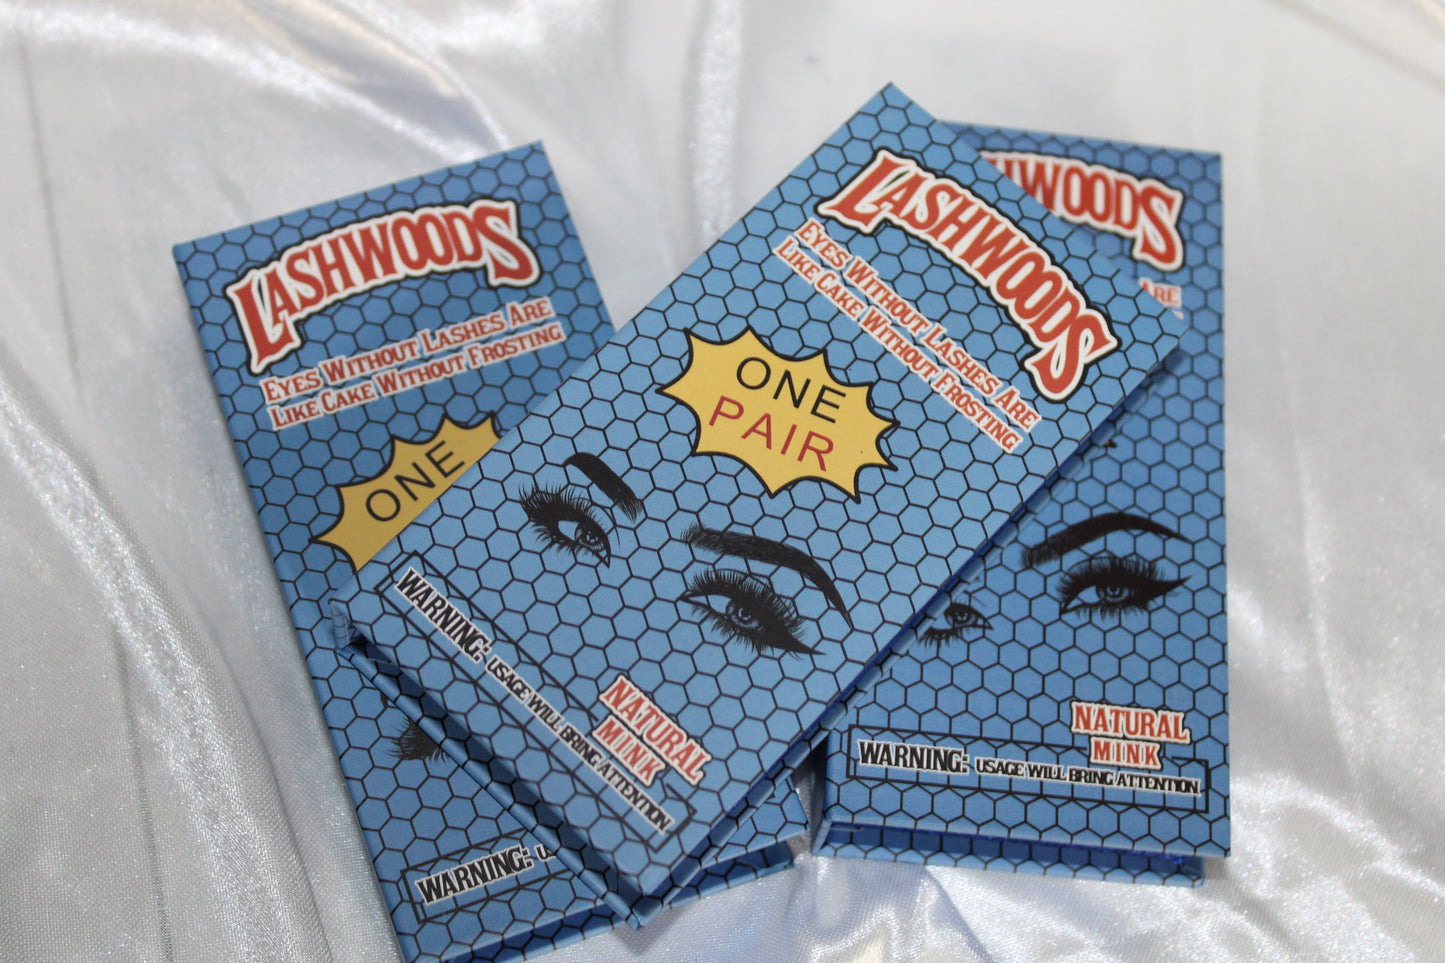 LASHWOODS
EYES WITHOUT LASHES ARE
LIKE CAKE WITHOUT FROSTING
ONE
WARNING:
LASHWOODS
EYES WITHOUT LASHES ARE
LIKE CAKE WITHOUT FROSTING
ONE
PAIR
NATURAL
MINK
WARNING: USAGE WILL BRING ATTENTION
ARE
NATURAL
MINK
WARNING: USAGE WILL BRING ATTENTION